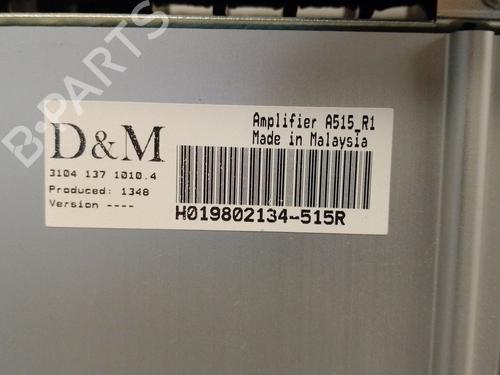 D&M
3104 137 1010.4
Produced: 1348
Version ----
Amplifier A515_R1
Made in Malaysia
H019802134-515R
B-PARTS